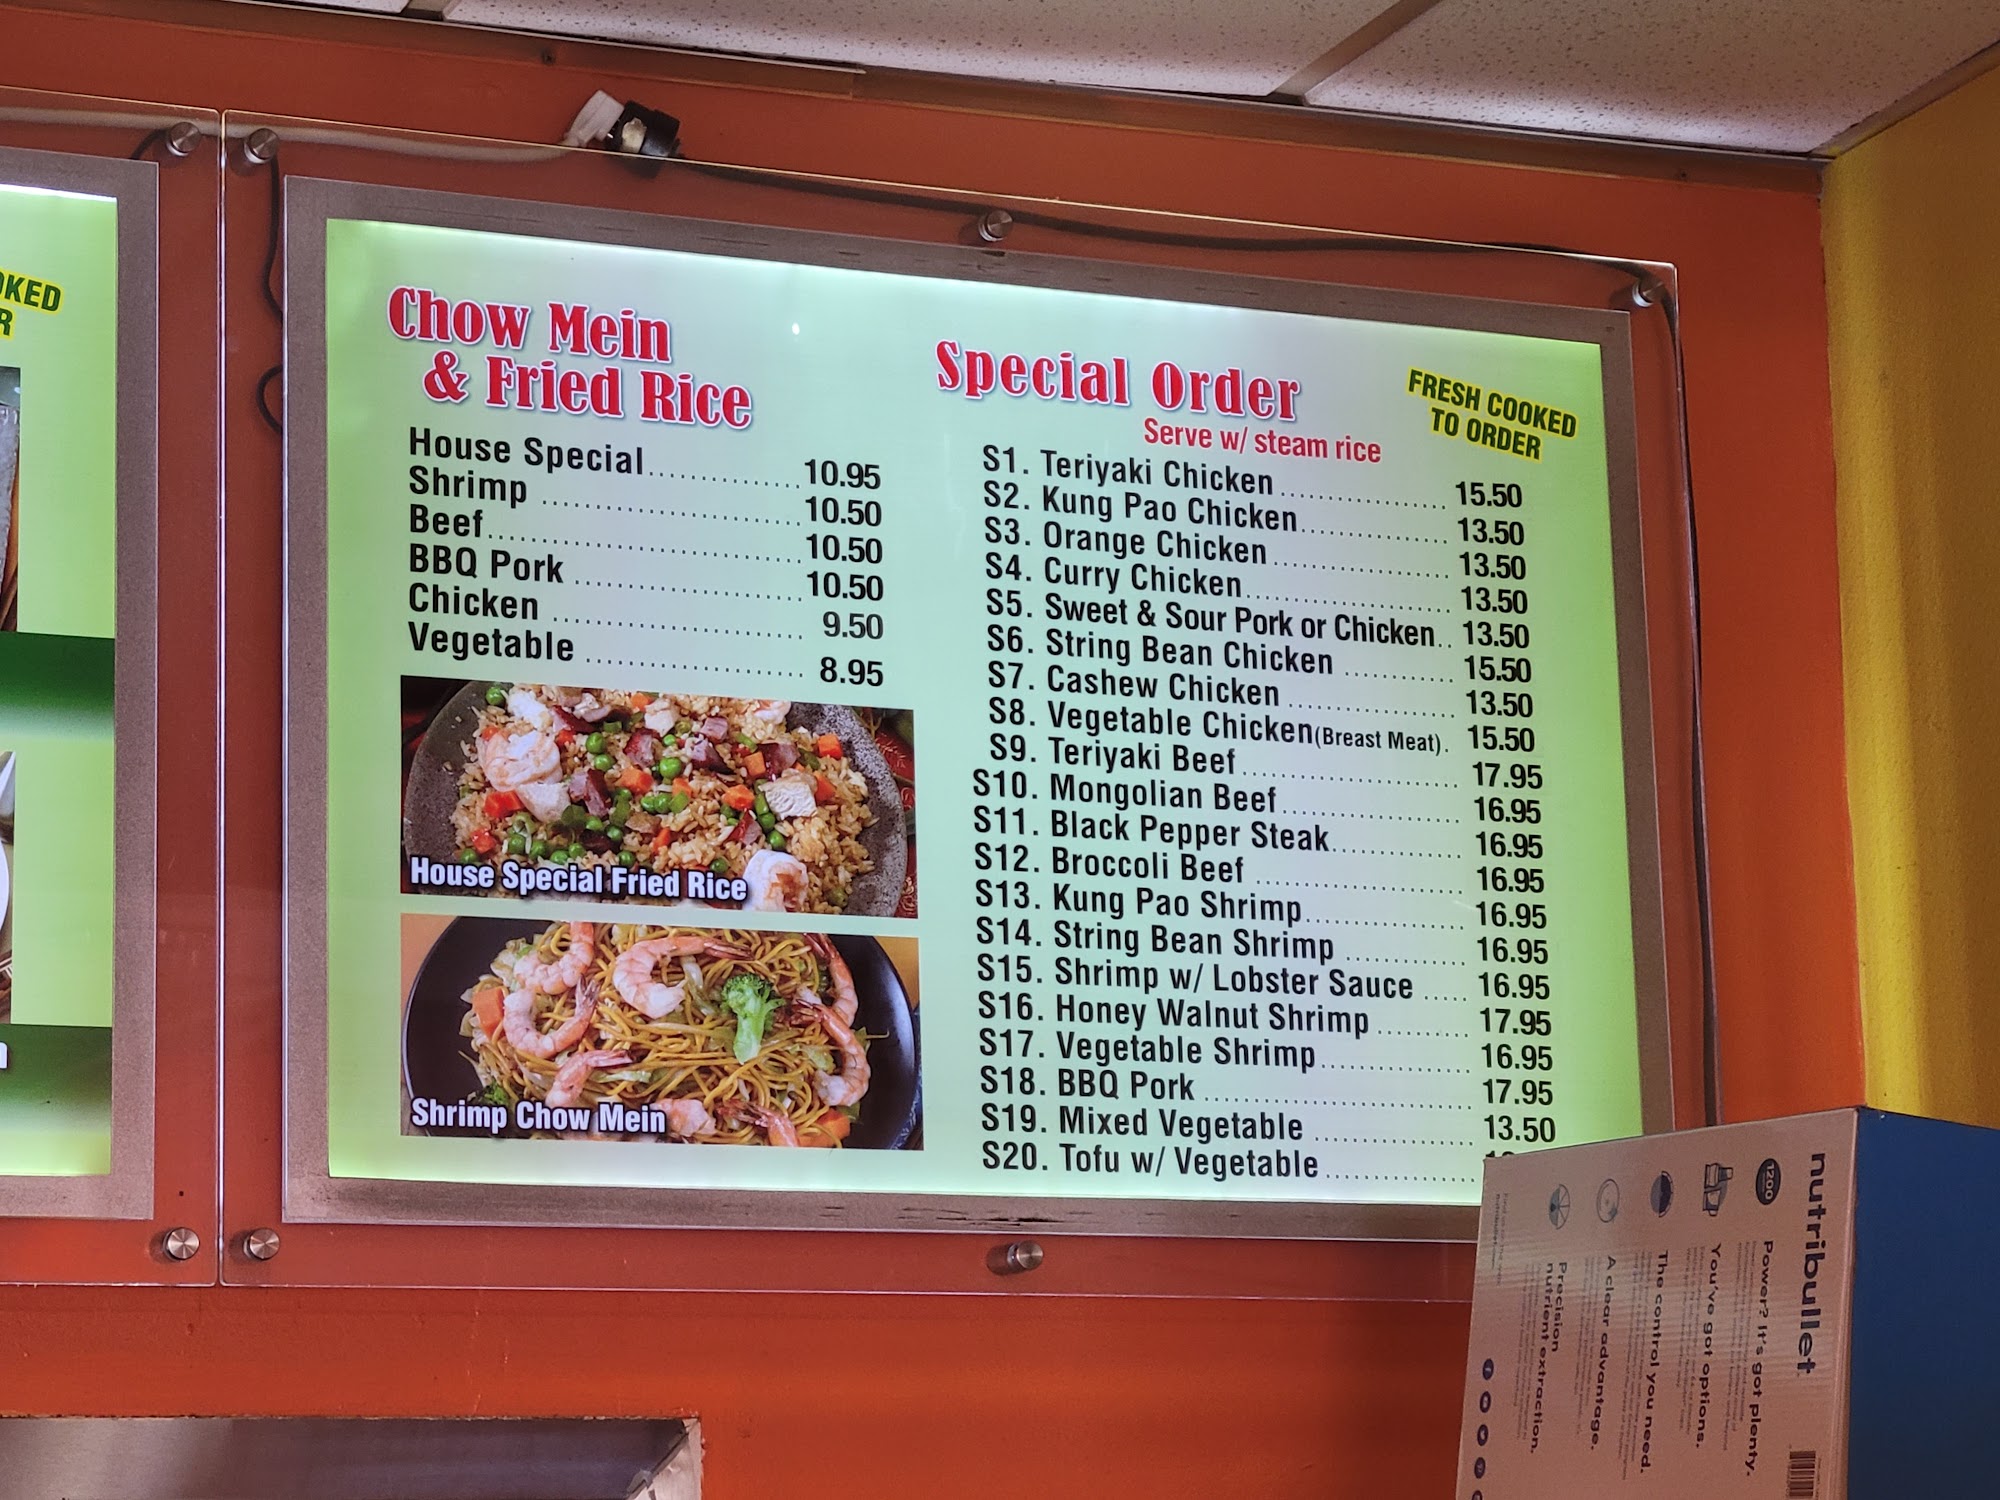 OKED
R
Chow Mein
& Fried Rice
House Special 10.95
Shrimp 10.50
Beef 10.50
BBQ Pork 10.50
Chicken 9.50
Vegetable 8.95
House Special Fried Rice
Shrimp Chow Mein
Special Order
Serve w/ steam rice
FRESH COOKED
TO ORDER
S1. Teriyaki Chicken 15.50
S2. Kung Pao Chicken 13.50
S3. Orange Chicken 13.50
S4. Curry Chicken 13.50
S5. Sweet & Sour Pork or Chicken 13.50
S6. String Bean Chicken 15.50
S7. Cashew Chicken 13.50
S8. Vegetable Chicken(Breast Meat). 15.50
S9. Teriyaki Beef 17.95
S10. Mongolian Beef 16.95
S11. Black Pepper Steak 16.95
S12. Broccoli Beef 16.95
S13. Kung Pao Shrimp 16.95
S14. String Bean Shrimp 16.95
S15. Shrimp w/ Lobster Sauce 16.95
S16. Honey Walnut Shrimp 17.95
S17. Vegetable Shrimp 16.95
S18. BBQ Pork 17.95
S19. Mixed Vegetable 13.50
S20. Tofu w/ Vegetable
nutribullet
1200
Power? It's got plenty.
You've got options.
The control you need.
A clear advantage.
Precision
nutrient extraction.